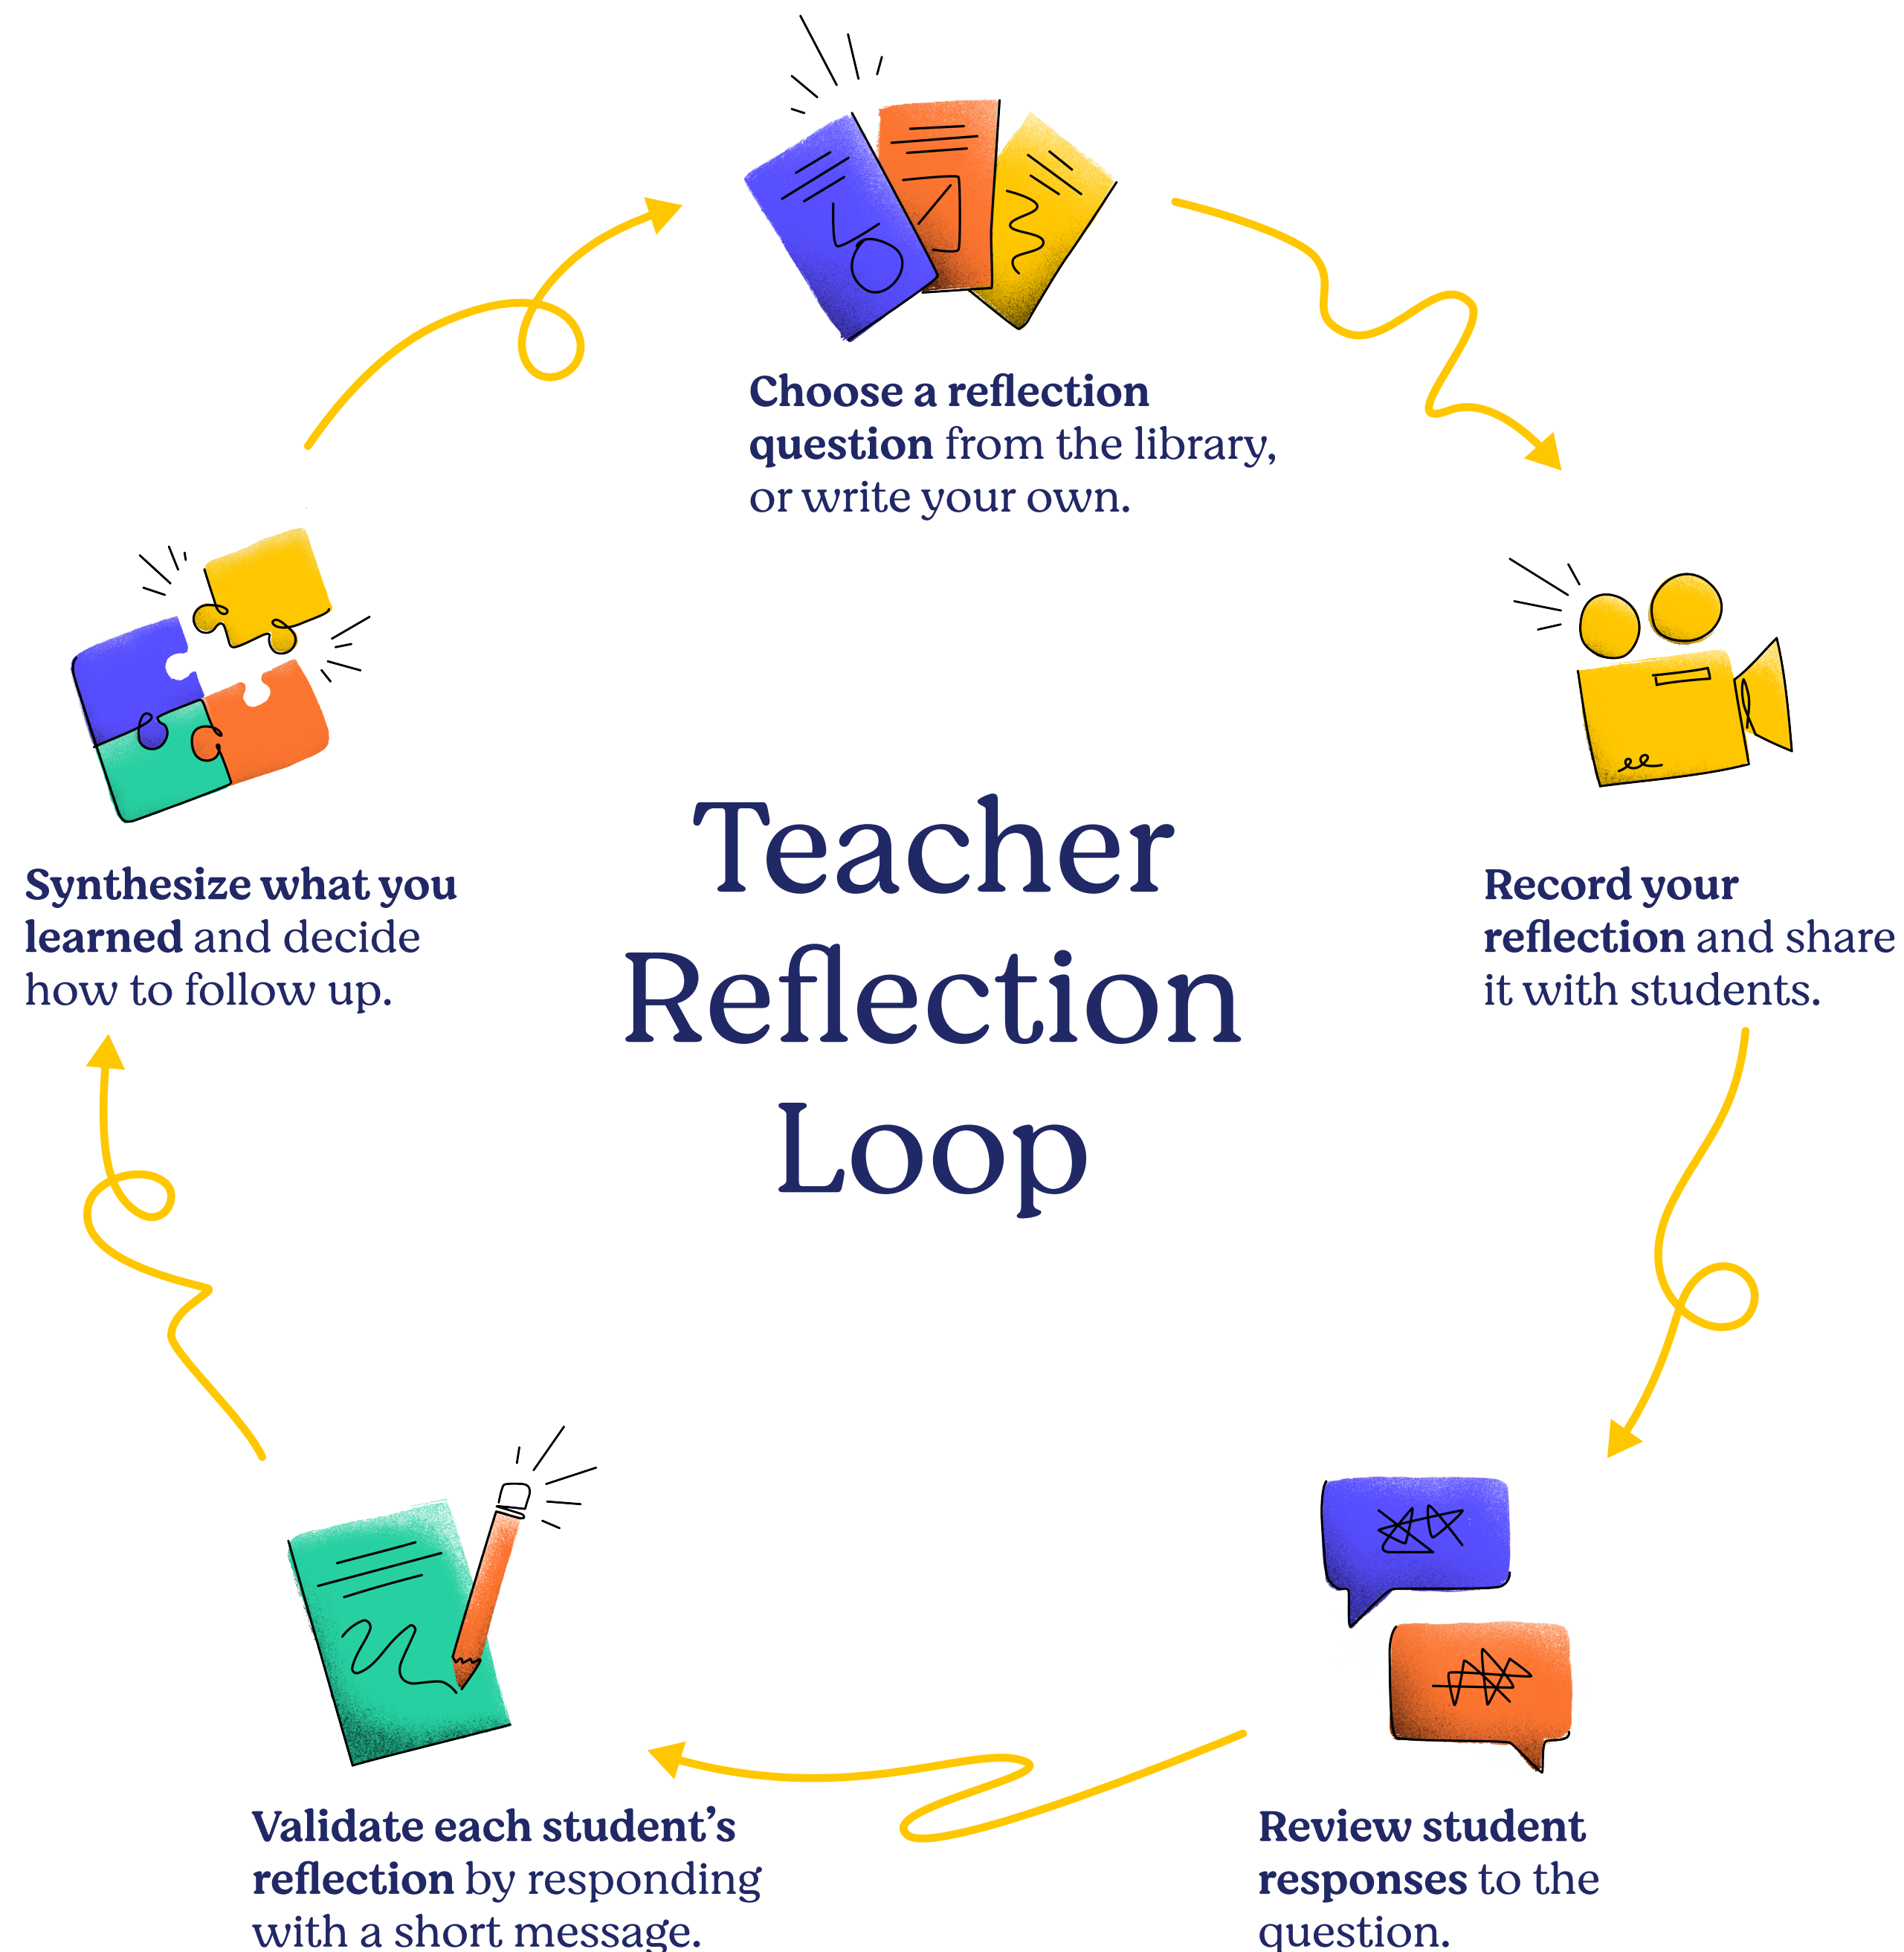 Choose a reflection
question from the library,
or write your own.
Synthesize what you
learned and decide
how to follow up.
Teacher
Reflection
Loop
Record your
reflection and share
it with students.
Validate each student’s
reflection by responding
with a short message.
Review student
responses to the
question.